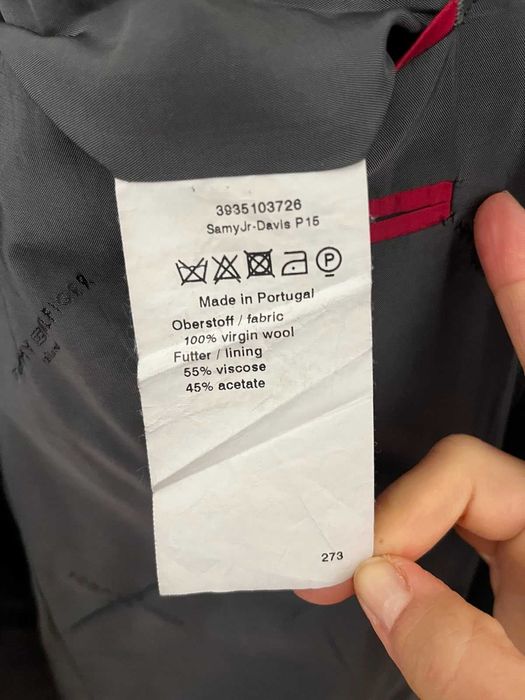 3935103726
SamyJr-Davis P15
P
Made in Portugal
Oberstoff / fabric
100% virgin wool
Futter / lining
55% viscose
45% acetate
273